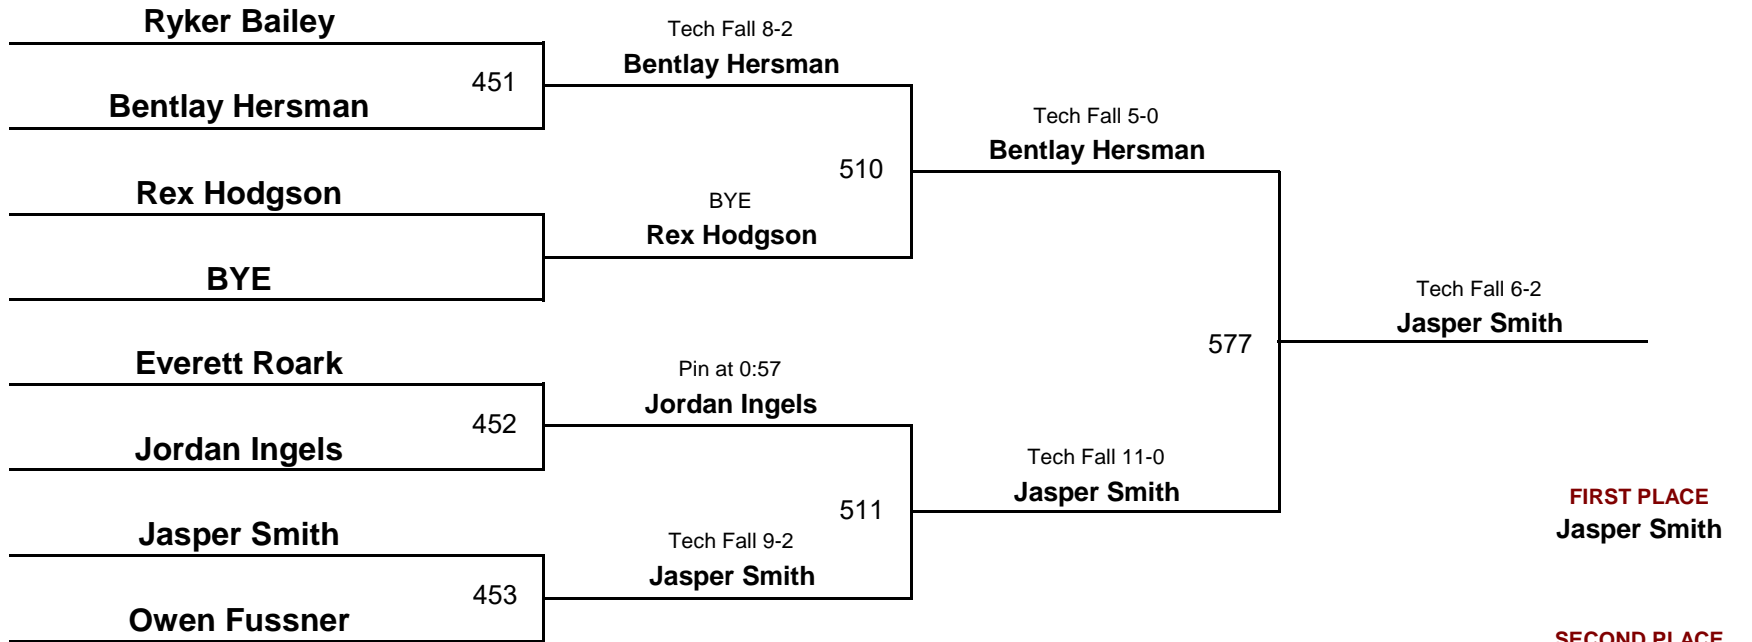 Ryker Bailey
Tech Fall 8-2
Bentlay Hersman
451
Bentlay Hersman
Tech Fall 5-0
Bentlay Hersman
510
Rex Hodgson
BYE
Rex Hodgson
BYE
Tech Fall 6-2
Jasper Smith
577
Everett Roark
Pin at 0:57
Jordan Ingels
452
Jordan Ingels
Tech Fall 11-0
Jasper Smith
511
FIRST PLACE
Jasper Smith
Jasper Smith
Tech Fall 9-2
Jasper Smith
453
Owen Fussner
SECOND PLACE